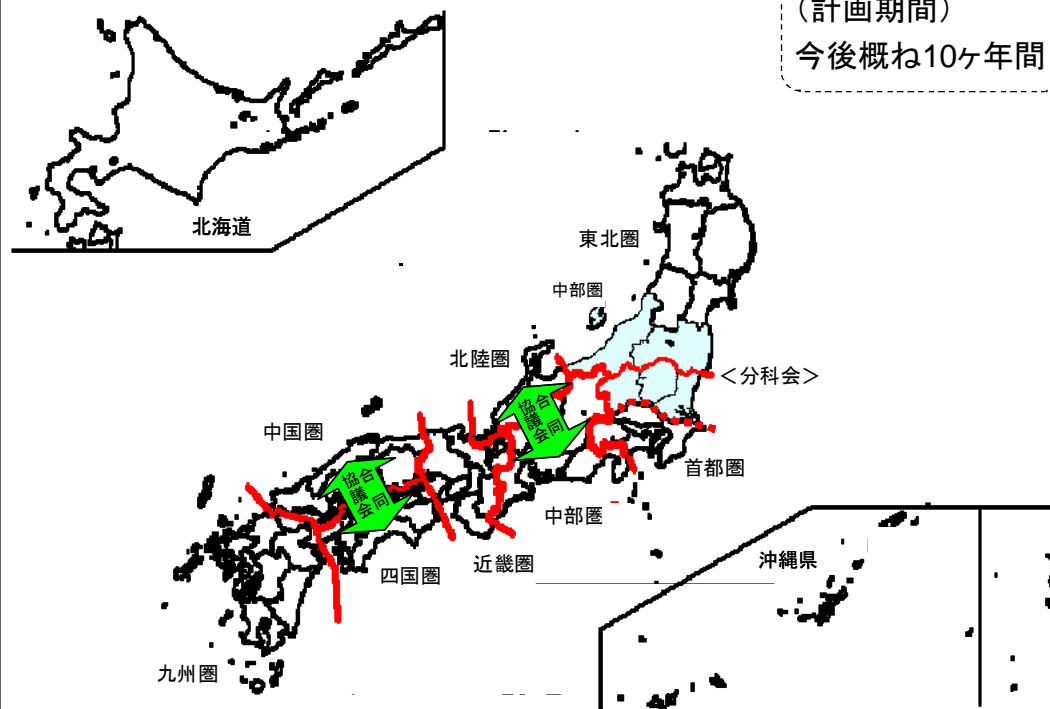 （計画期間）
今後概ね10ヶ年間
北海道
東北圏
中部圏
北陸圏
＜分科会＞
合同
協議会
中国圏
首都圏
合同
協議会
中部圏
近畿圏
四国圏
沖縄県
九州圏